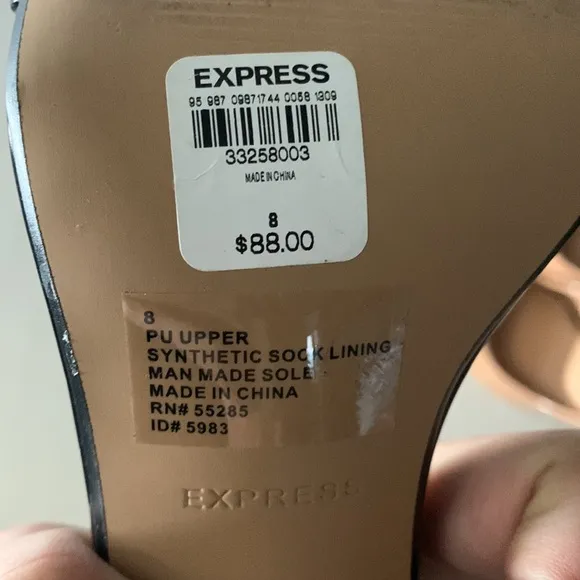 EXPRESS
95 987 09871744 0058 1309
33258003
MADE IN CHINA
8
$88.00
8
PU UPPER
SYNTHETIC SOCK LINING
MAN MADE SOLE
MADE IN CHINA
RN# 55285
ID# 5983
EXPRESS